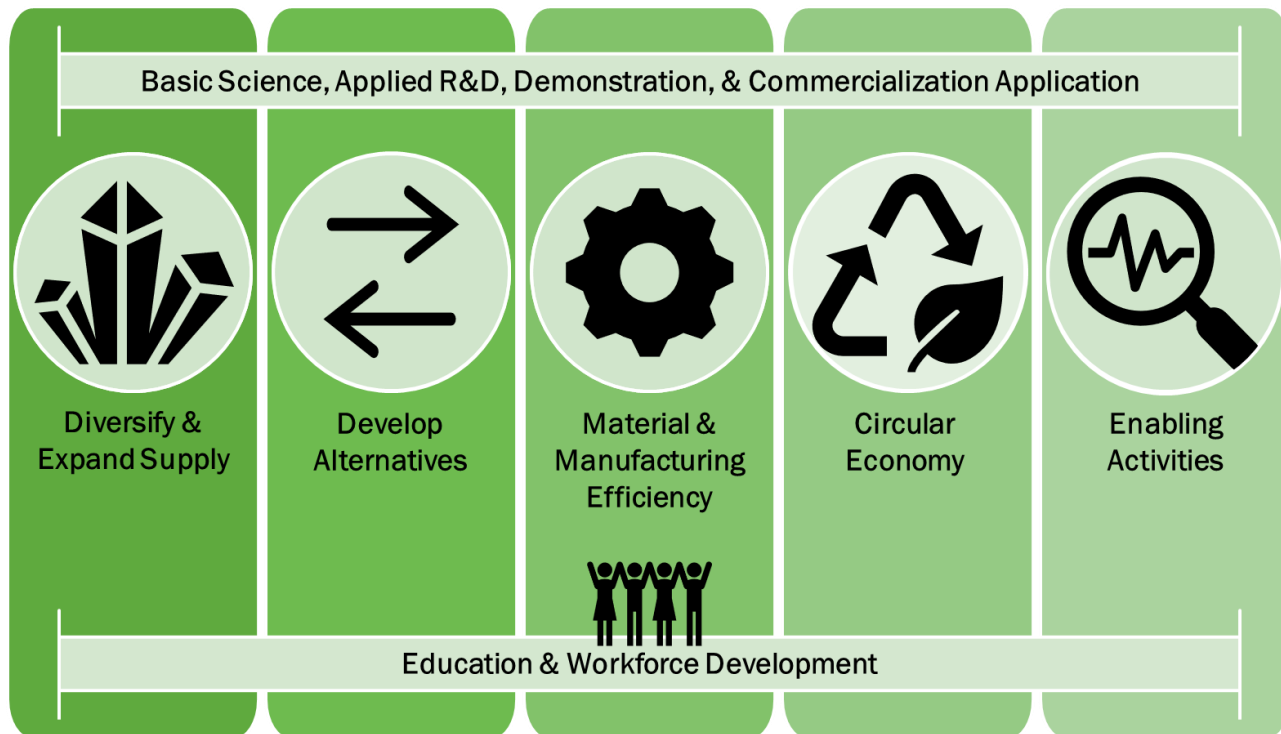 Basic Science, Applied R&D, Demonstration, & Commercialization Application
Diversify &
Expand Supply
Develop
Alternatives
Material &
Manufacturing
Efficiency
Circular
Economy
Enabling
Activities
Education & Workforce Development